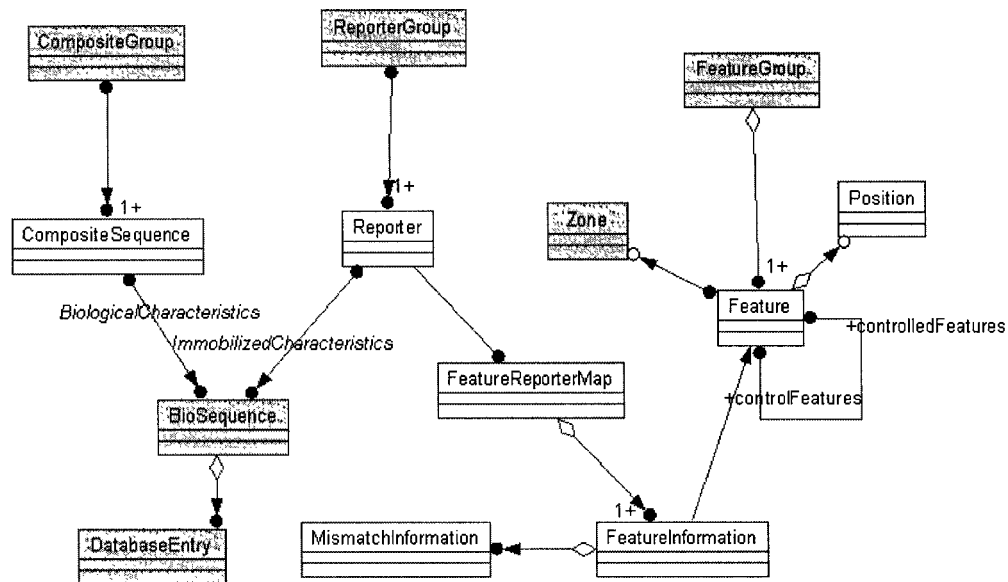 CompositeGroup
ReporterGroup
FeatureGroup
1+
CompositeSequence
1+
Reporter
Zone
Position
1+
Feature
BiologicalCharacteristics
ImmobilizedCharacteristics
+controlledFeatures
+controlFeatures
FeatureReporterMap
BioSequence
1+
DatabaseEntry
MismatchInformation
FeatureInformation